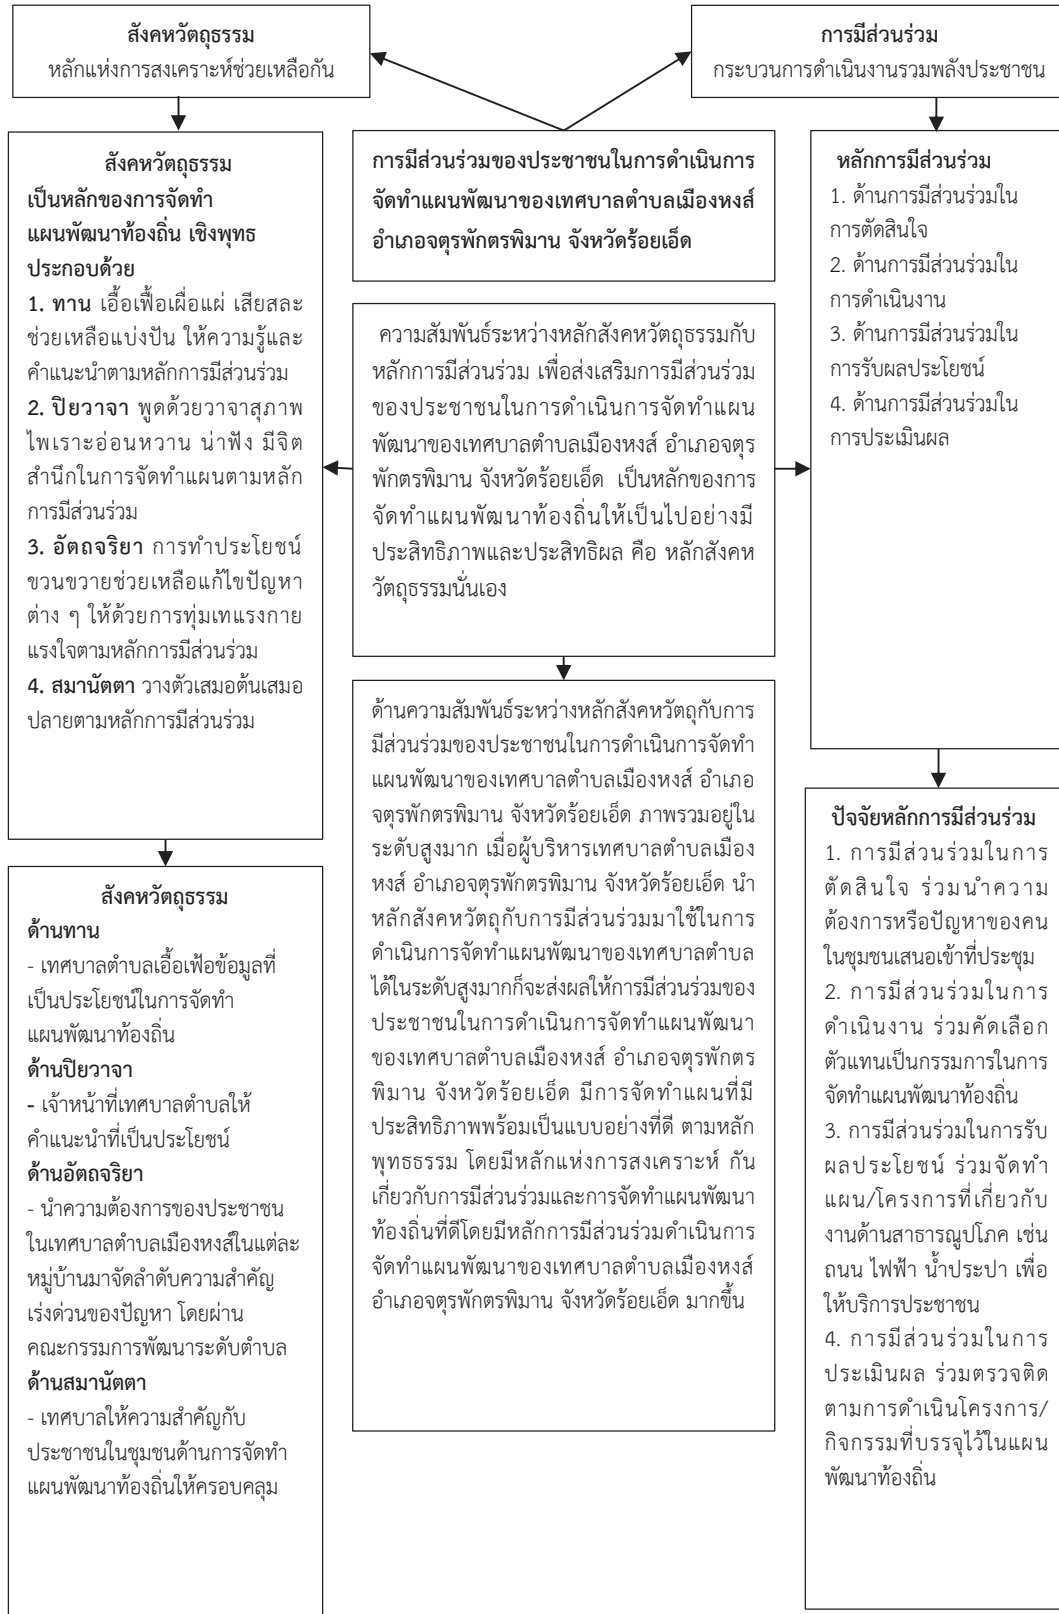 สังคหวัตถุธรรม
หลักแห่งการสงเคราะห์ช่วยเหลือกัน
การมีส่วนร่วม
กระบวนการดำเนินงานรวมพลังประชาชน
สังคหวัตถุธรรม
เป็นหลักของการจัดทำ
แผนพัฒนาท้องถิ่น เชิงพุทธ
ประกอบด้วย
1. ทาน เอื้อเฟื้อเผื่อแผ่ เสียสละ
ช่วยเหลือแบ่งปัน ให้ความรู้และ
คำแนะนำตามหลักการมีส่วนร่วม
2. ปิยวาจา พูดด้วยวาจาสุภาพ
ไพเราะอ่อนหวาน น่าฟัง มีจิต
สำนึกในการจัดทำแผนตามหลัก
การมีส่วนร่วม
3. อัตถจริยา การทำประโยชน์
ขวนขวายช่วยเหลือแก้ไขปัญหา
ต่าง ๆ ให้ด้วยการทุ่มเทแรงกาย
แรงใจตามหลักการมีส่วนร่วม
4. สมานัตตา วางตัวเสมอต้นเสมอ
ปลายตามหลักการมีส่วนร่วม
การมีส่วนร่วมของประชาชนในการดำเนินการ
จัดทำแผนพัฒนาของเทศบาลตำบลเมืองหงส์
อำเภอจตุรพักตรพิมาน จังหวัดร้อยเอ็ด
ความสัมพันธ์ระหว่างหลักสังคหวัตถุธรรมกับ
หลักการมีส่วนร่วม เพื่อส่งเสริมการมีส่วนร่วม
ของประชาชนในการดำเนินการจัดทำแผน
พัฒนาของเทศบาลตำบลเมืองหงส์ อำเภอจตุร
พักตรพิมาน จังหวัดร้อยเอ็ด เป็นหลักของการ
จัดทำแผนพัฒนาท้องถิ่นให้เป็นไปอย่างมี
ประสิทธิภาพและประสิทธิผล คือ หลักสังคห
วัตถุธรรมนั่นเอง
หลักการมีส่วนร่วม
1. ด้านการมีส่วนร่วมใน
การตัดสินใจ
2. ด้านการมีส่วนร่วมใน
การดำเนินงาน
3. ด้านการมีส่วนร่วมใน
การรับผลประโยชน์
4. ด้านการมีส่วนร่วมใน
การประเมินผล
สังคหวัตถุธรรม
ด้านทาน
- เทศบาลตำบลเอื้อเฟ้อข้อมูลที่
เป็นประโยชน์ในการจัดทำ
แผนพัฒนาท้องถิ่น
ด้านปิยวาจา
- เจ้าหน้าที่เทศบาลตำบลให้
คำแนะนำที่เป็นประโยชน์
ด้านอัตถจริยา
- นำความต้องการของประชาชน
ในเทศบาลตำบลเมืองหงส์ในแต่ละ
หมู่บ้านมาจัดลำดับความสำคัญ
เร่งด่วนของปัญหา โดยผ่าน
คณะกรรมการพัฒนาระดับตำบล
ด้านสมานัตตา
- เทศบาลให้ความสำคัญกับ
ประชาชนในชุมชนด้านการจัดทำ
แผนพัฒนาท้องถิ่นให้ครอบคลุม
ด้านความสัมพันธ์ระหว่างหลักสังคหวัตถุกับการ
มีส่วนร่วมของประชาชนในการดำเนินการจัดทำ
แผนพัฒนาของเทศบาลตำบลเมืองหงส์ อำเภอ
จตุรพักตรพิมาน จังหวัดร้อยเอ็ด ภาพรวมอยู่ใน
ระดับสูงมาก เมื่อผู้บริหารเทศบาลตำบลเมือง
หงส์ อำเภอจตุรพักตรพิมาน จังหวัดร้อยเอ็ด นำ
หลักสังคหวัตถุกับการมีส่วนร่วมมาใช้ในการ
ดำเนินการจัดทำแผนพัฒนาของเทศบาลตำบล
ได้ในระดับสูงมากก็จะส่งผลให้การมีส่วนร่วมของ
ประชาชนในการดำเนินการจัดทำแผนพัฒนา
ของเทศบาลตำบลเมืองหงส์ อำเภอจตุรพักตร
พิมาน จังหวัดร้อยเอ็ด มีการจัดทำแผนที่มี
ประสิทธิภาพพร้อมเป็นแบบอย่างที่ดี ตามหลัก
พุทธธรรม โดยมีหลักแห่งการสงเคราะห์ กัน
เกี่ยวกับการมีส่วนร่วมและการจัดทำแผนพัฒนา
ท้องถิ่นที่ดีโดยมีหลักการมีส่วนร่วมดำเนินการ
จัดทำแผนพัฒนาของเทศบาลตำบลเมืองหงส์
อำเภอจตุรพักตรพิมาน จังหวัดร้อยเอ็ด มากขึ้น
ปัจจัยหลักการมีส่วนร่วม
1. การมีส่วนร่วมในการ
ตัดสินใจ ร่วมนำความ
ต้องการหรือปัญหาของคน
ในชุมชนเสนอเข้าที่ประชุม
2. การมีส่วนร่วมในการ
ดำเนินงาน ร่วมคัดเลือก
ตัวแทนเป็นกรรมการในการ
จัดทำแผนพัฒนาท้องถิ่น
3. การมีส่วนร่วมในการรับ
ผลประโยชน์ ร่วมจัดทำ
แผน/โครงการที่เกี่ยวกับ
งานด้านสาธารณูปโภค เช่น
ถนน ไฟฟ้า น้ำประปา เพื่อ
ให้บริการประชาชน
4. การมีส่วนร่วมในการ
ประเมินผล ร่วมตรวจติด
ตามการดำเนินโครงการ/
กิจกรรมที่บรรจุไว้ในแผน
พัฒนาท้องถิ่น